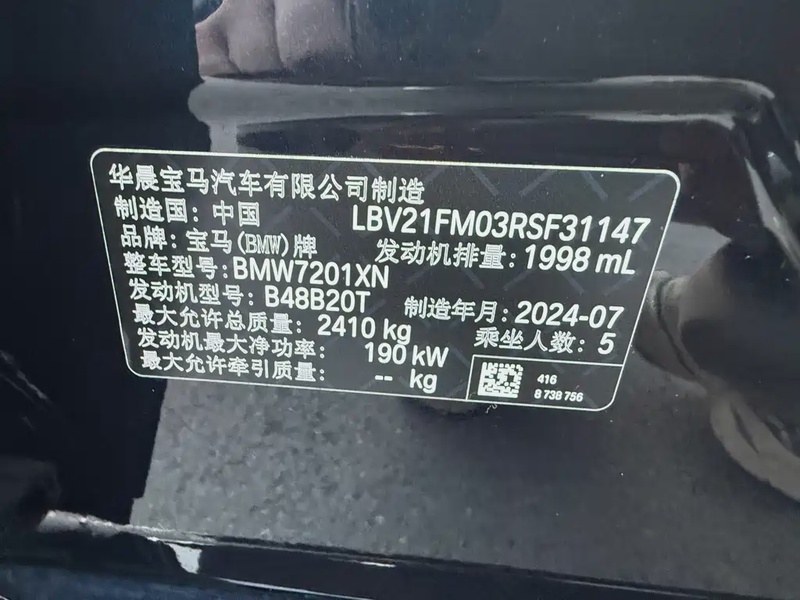 华晨宝马汽车有限公司制造
制造国：中国 LBV21FM03RSF31147
品牌：宝马(BMW)牌 发动机排量：1998 mL
整车型号：BMW7201XN
发动机型号：B48B20T 制造年月：2024-07
最大允许总质量：2410 kg 乘坐人数：5
发动机最大净功率：190 kW
最大允许牵引质量：-- kg
416
8 738 756